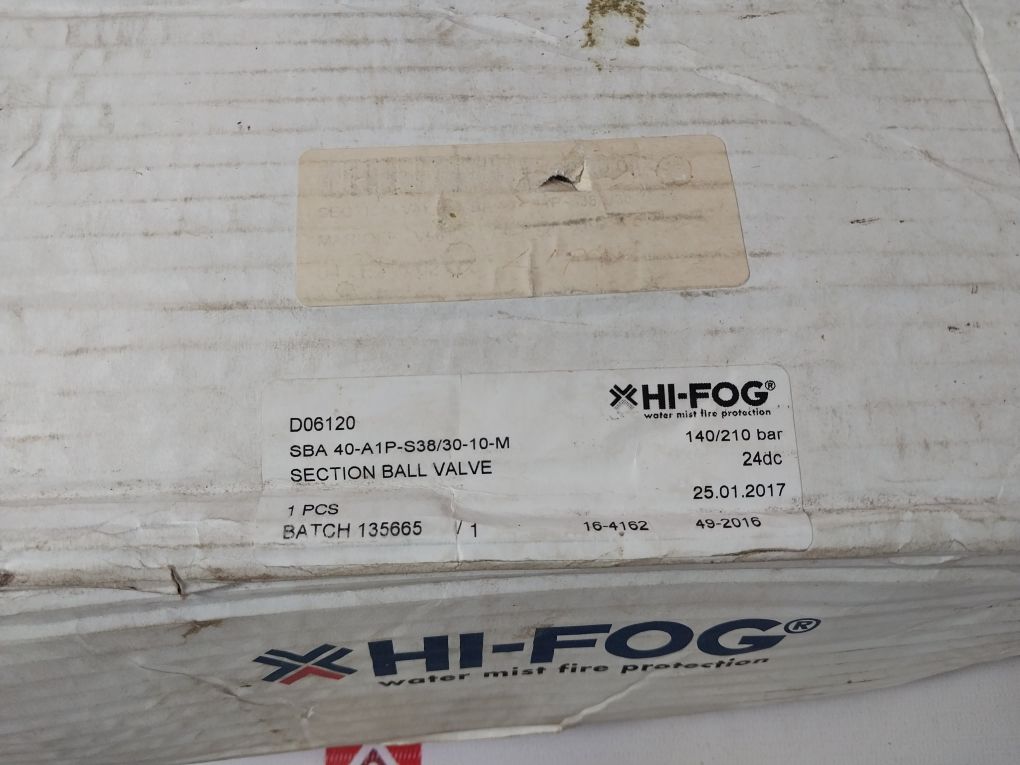 D06120
SBA 40-A1P-S38/30-10-M
SECTION BALL VALVE
1 PCS
BATCH 135665 / 1
HI-FOG®
water mist fire protection
140/210 bar
24dc
25.01.2017
16-4162 49-2016
HI-FOG®
water mist fire protection